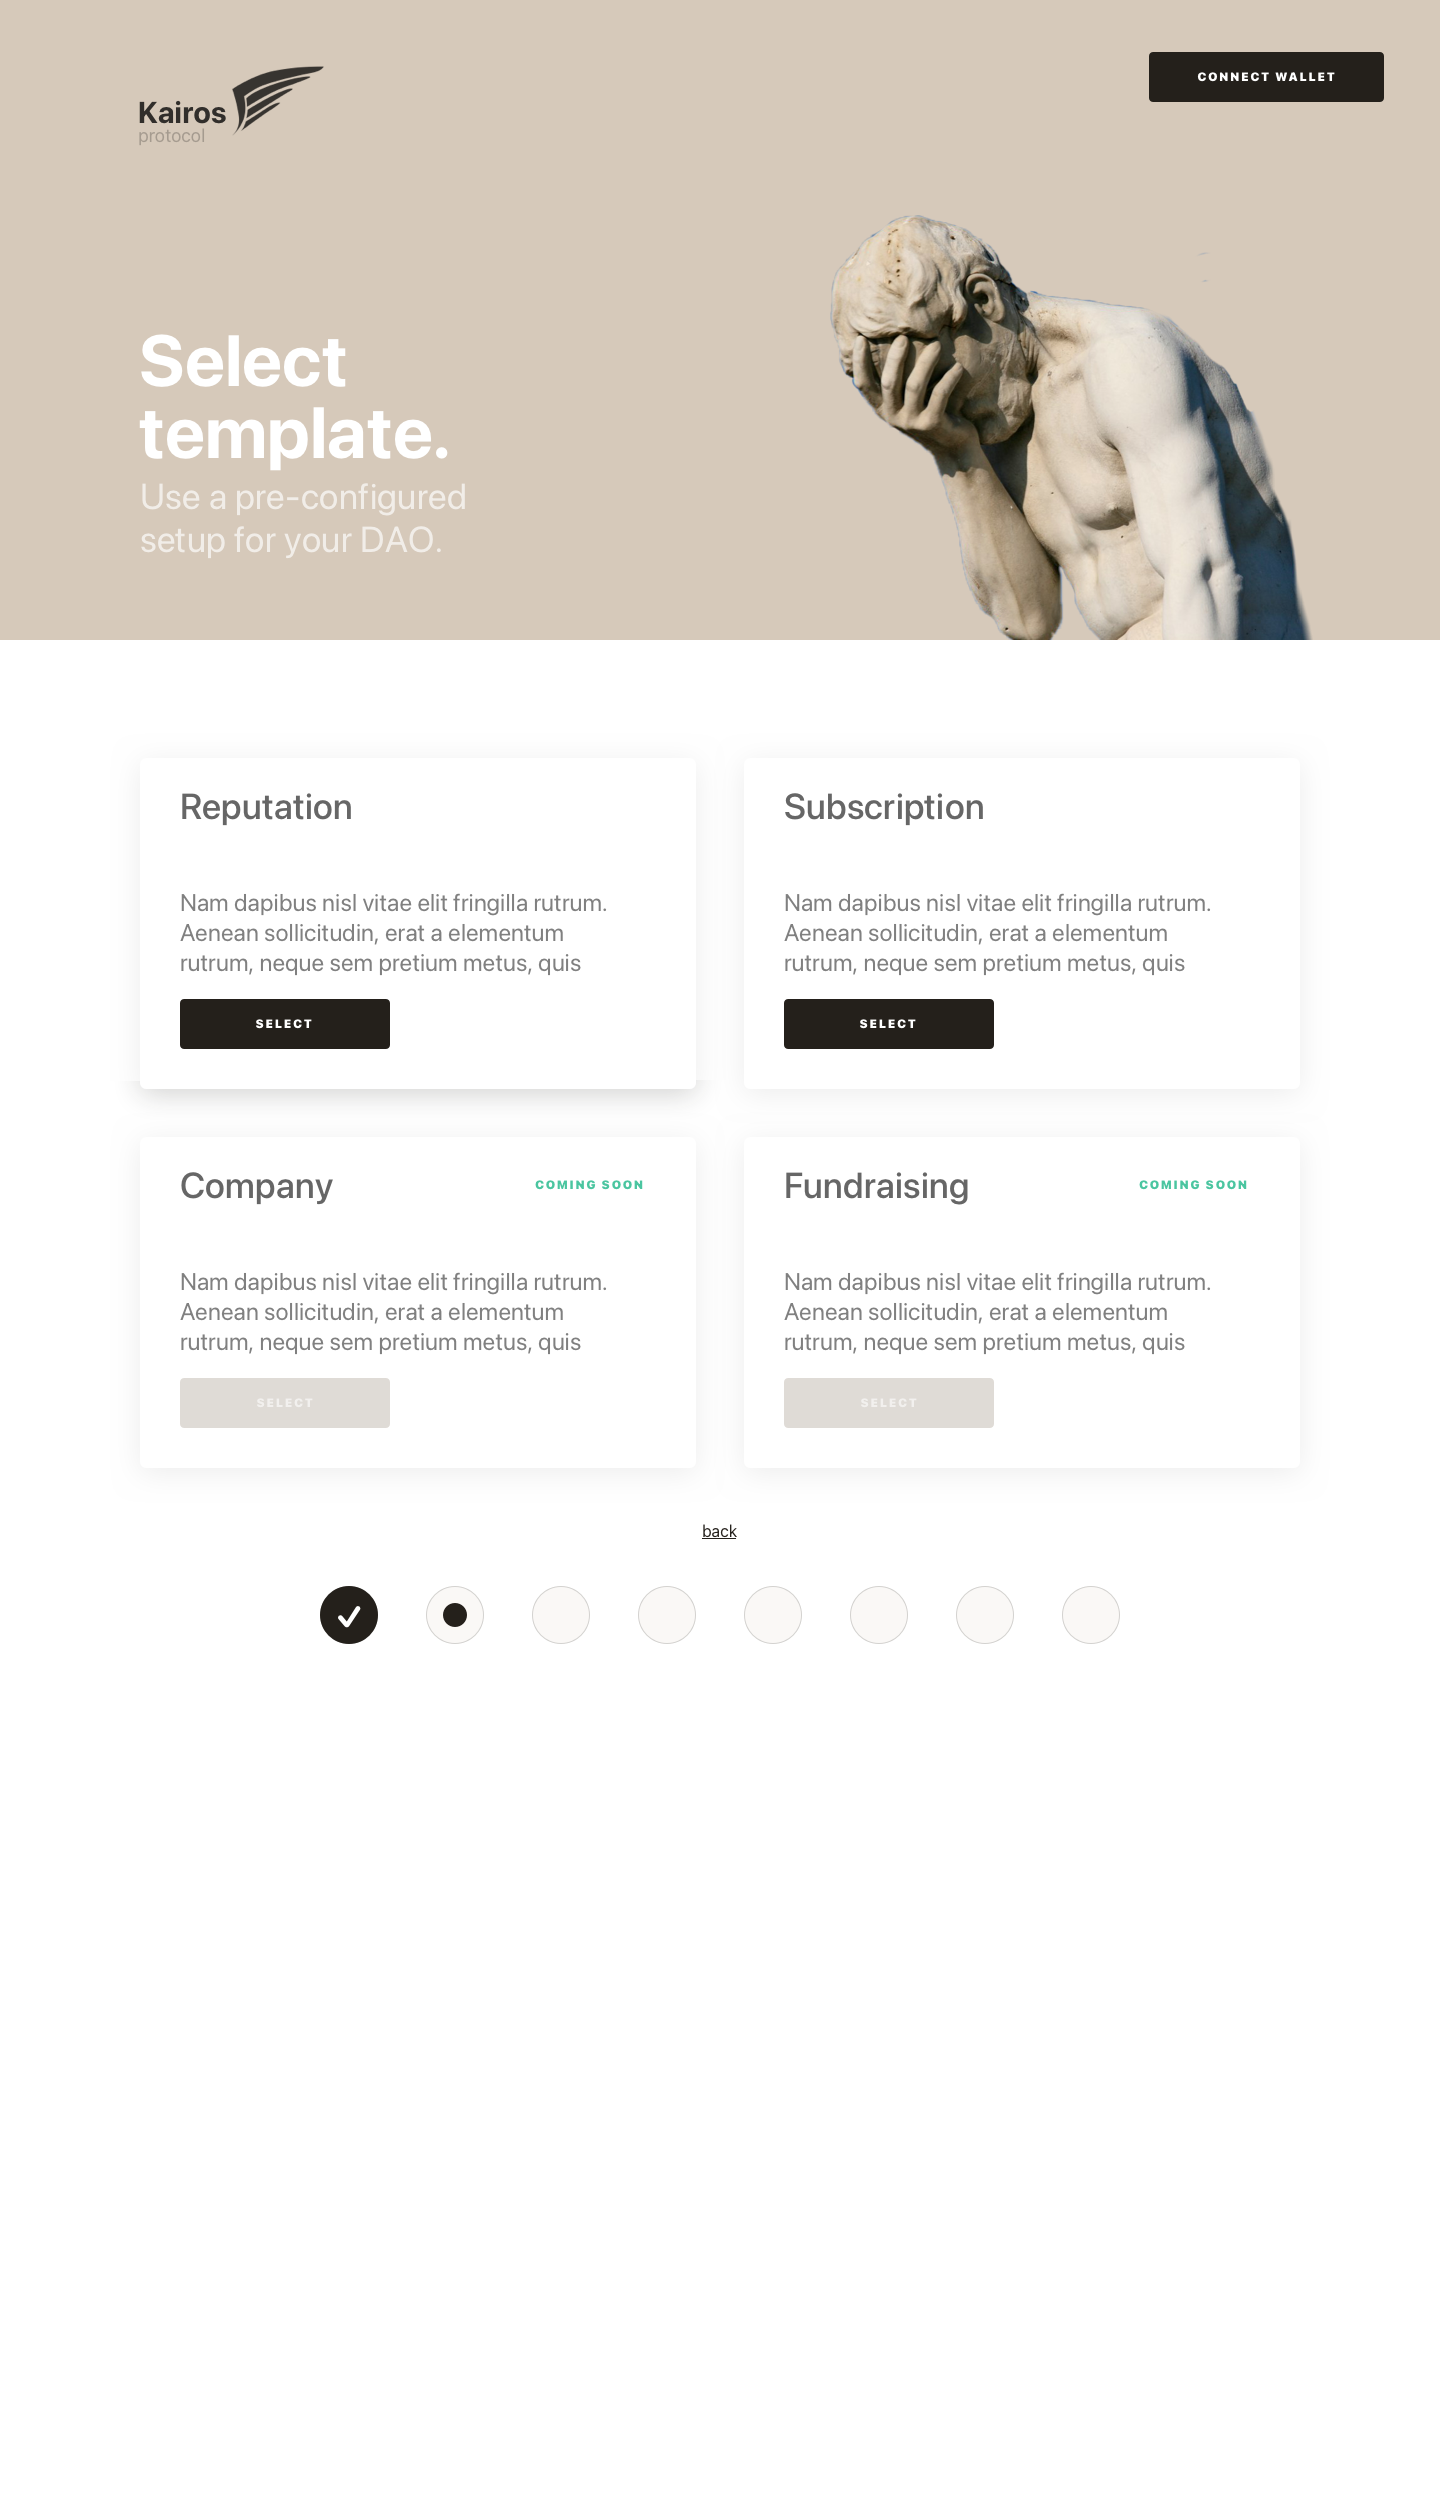 CONNECT WALLET
Kairos
protocol
Select
template.
Use a pre-configured
setup for your DAO.
Reputation
Nam dapibus nisl vitae elit fringilla rutrum.
Aenean sollicitudin, erat a elementum
rutrum, neque sem pretium metus, quis
SELECT
Subscription
Nam dapibus nisl vitae elit fringilla rutrum.
Aenean sollicitudin, erat a elementum
rutrum, neque sem pretium metus, quis
SELECT
Company
COMING SOON
Nam dapibus nisl vitae elit fringilla rutrum.
Aenean sollicitudin, erat a elementum
rutrum, neque sem pretium metus, quis
SELECT
Fundraising
COMING SOON
Nam dapibus nisl vitae elit fringilla rutrum.
Aenean sollicitudin, erat a elementum
rutrum, neque sem pretium metus, quis
SELECT
back